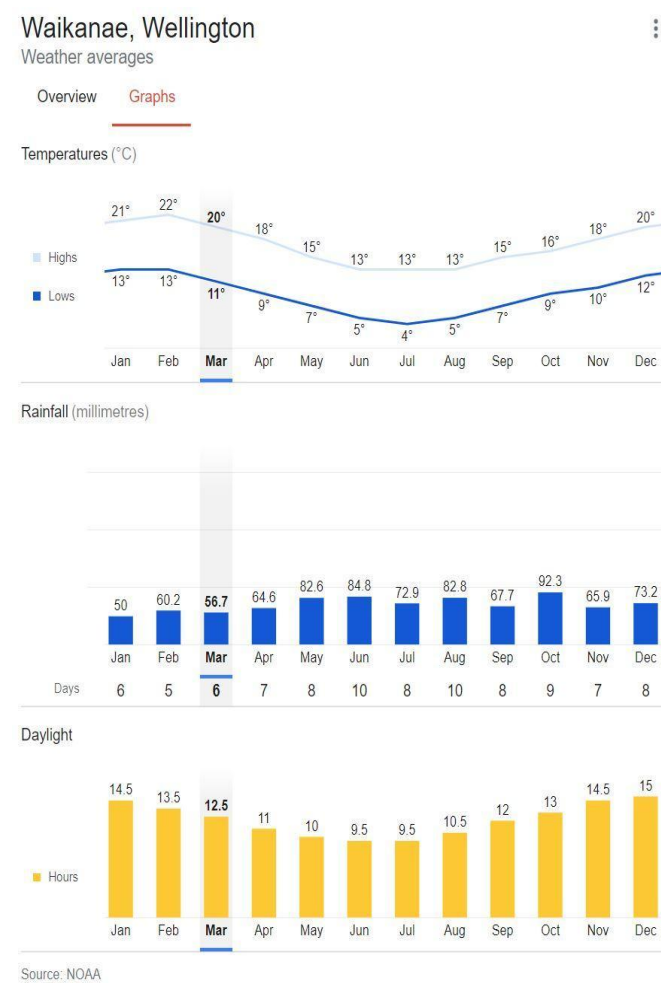 Waikanae, Wellington
Weather averages
Overview Graphs
Temperatures (°C)
21° 22° 20° 18° 15° 13° 13° 13° 15° 16° 18° 20°
Highs
Lows
13° 13° 11° 9° 7° 5° 4° 5° 7° 9° 10° 12°
Jan Feb Mar Apr May Jun Jul Aug Sep Oct Nov Dec
Rainfall (millimetres)
50 60.2 56.7 64.6 82.6 84.8 72.9 82.8 67.7 92.3 65.9 73.2
Jan Feb Mar Apr May Jun Jul Aug Sep Oct Nov Dec
Days 6 5 6 7 8 10 8 10 8 9 7 8
Daylight
14.5 13.5 12.5 11 10 9.5 9.5 10.5 12 13 14.5 15
Hours
Jan Feb Mar Apr May Jun Jul Aug Sep Oct Nov Dec
Source: NOAA